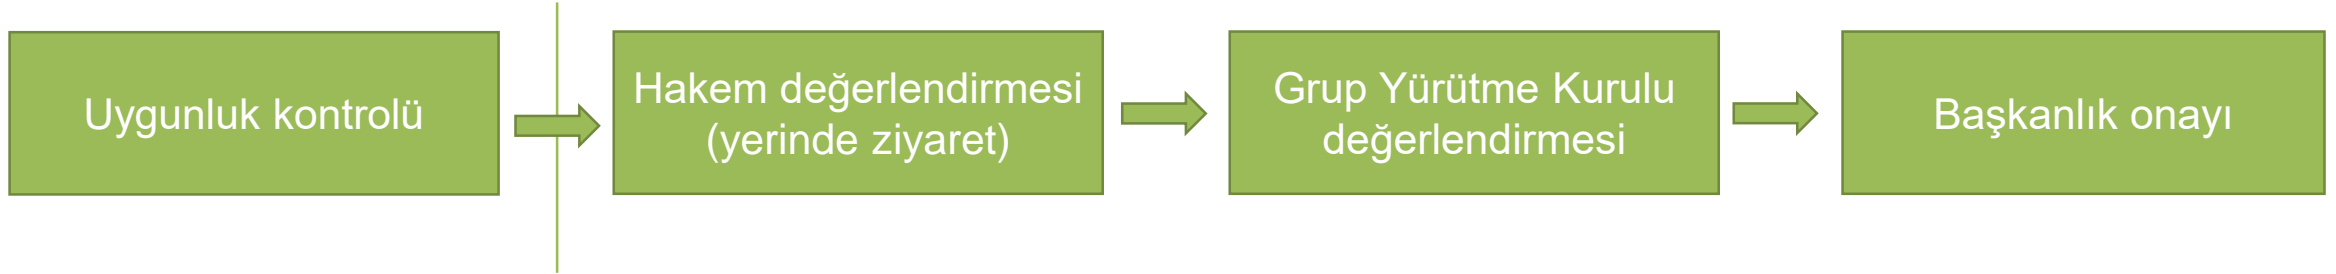 Uygunluk kontrolü
Hakem değerlendirmesi
(yerinde ziyaret)
Grup Yürütme Kurulu
değerlendirmesi
Başkanlık onayı